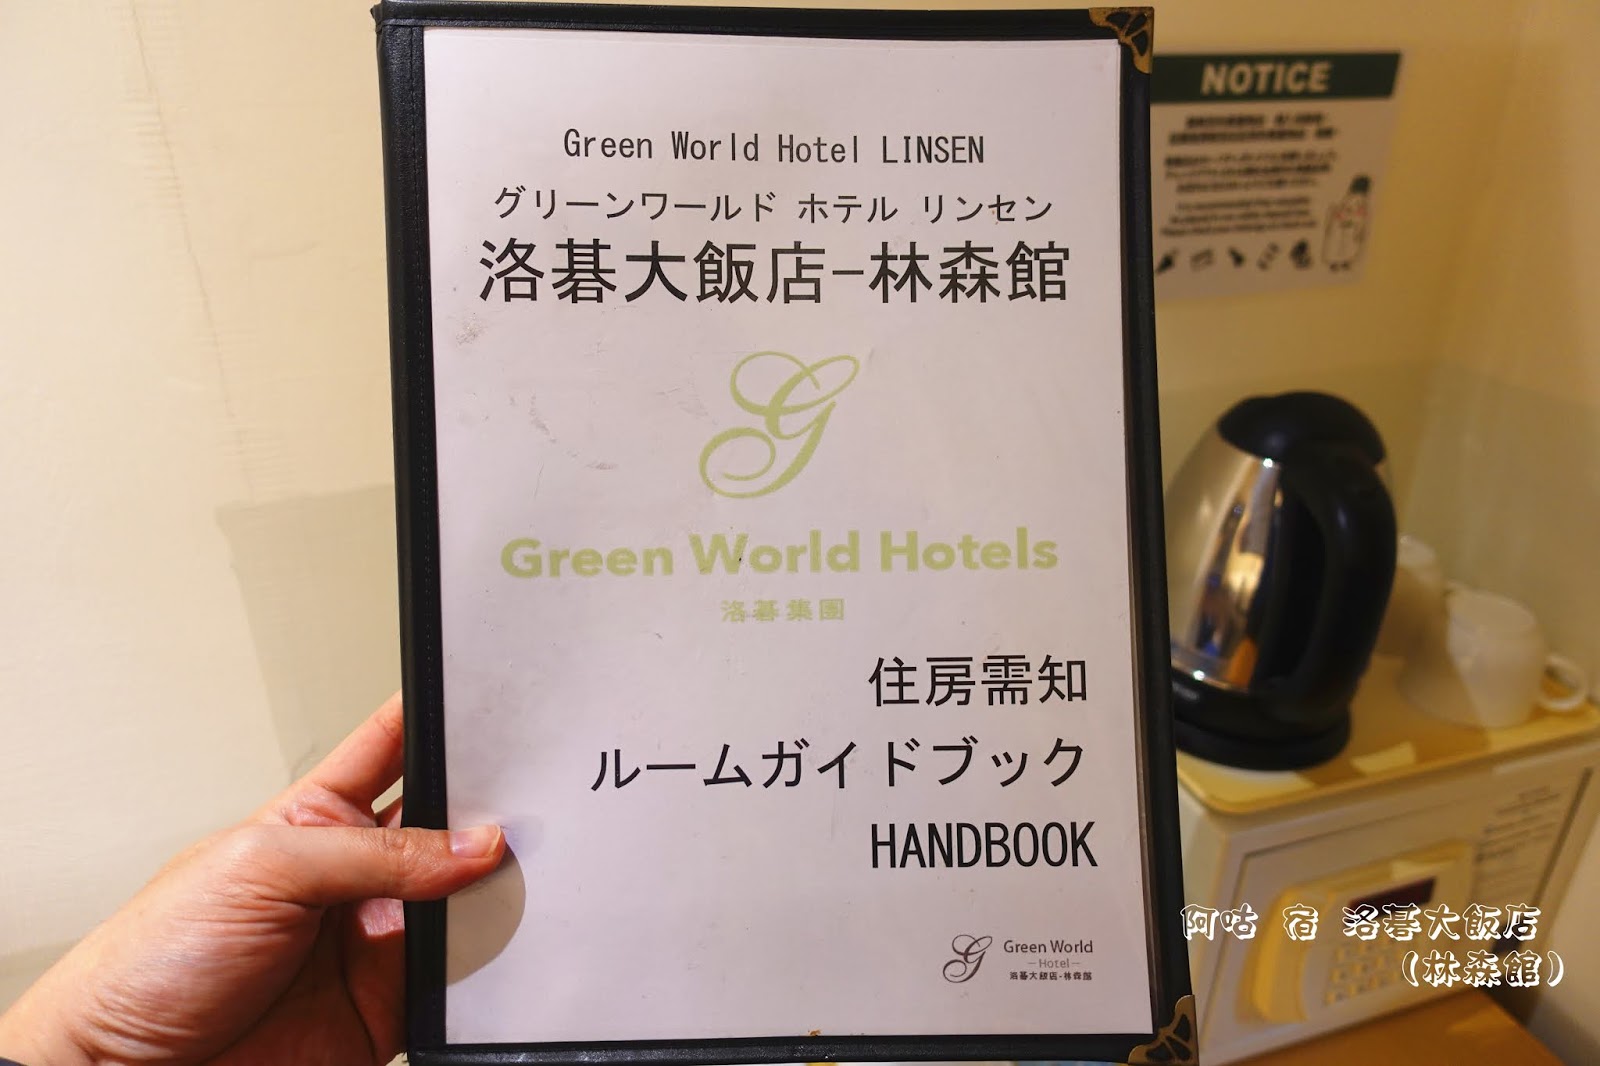 Green World Hotel LINSEN
グリーンワールド ホテル リンセン
洛碁大飯店-林森館
Green World Hotels
洛碁集團
住房需知
ルームガイドブック
HANDBOOK
Green World
—Hotel—
洛碁大飯店-林森館
NOTICE
阿咕 宿 洛碁大飯店
(林森館)